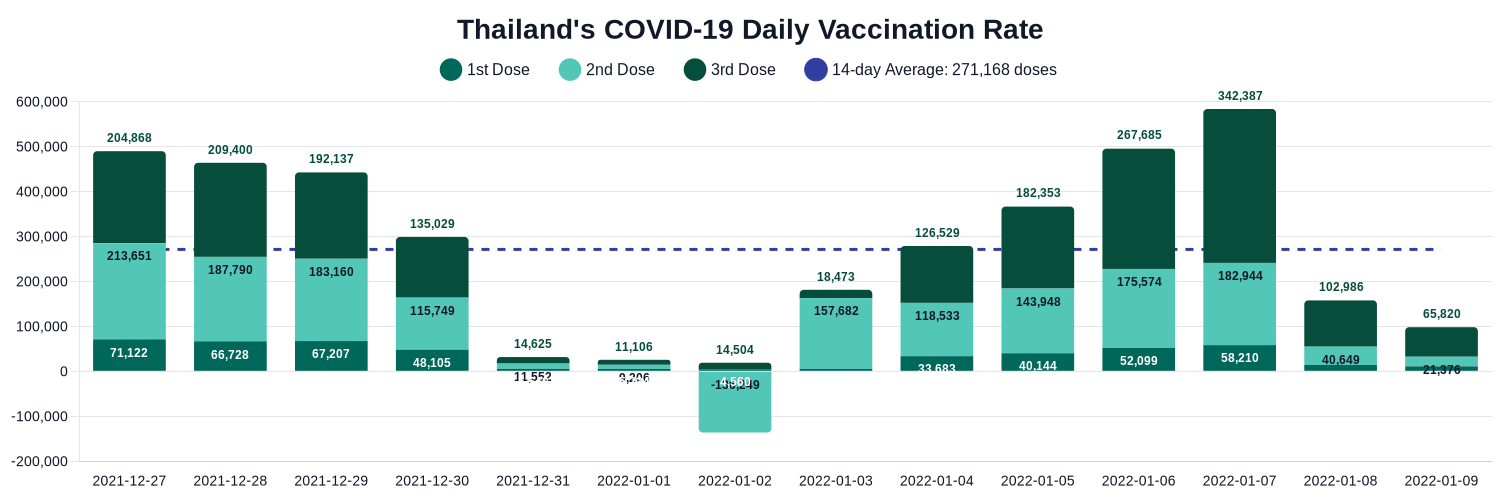 Thailand's COVID-19 Daily Vaccination Rate
1st Dose 2nd Dose 3rd Dose 14-day Average: 271,168 doses
600,000
500,000
400,000
300,000
200,000
100,000
0
-100,000
-200,000
204,868 209,400 192,137 135,029 14,625 11,106 14,504 18,473 126,529 182,353 267,685 342,387 102,986 65,820
213,651 187,790 183,160 115,749 11,552 9,206 157,682 118,533 143,948 175,574 182,944 40,649 21,376
71,122 66,728 67,207 48,105 4,560 33,683 40,144 52,099 58,210
2021-12-27 2021-12-28 2021-12-29 2021-12-30 2021-12-31 2022-01-01 2022-01-02 2022-01-03 2022-01-04 2022-01-05 2022-01-06 2022-01-07 2022-01-08 2022-01-09